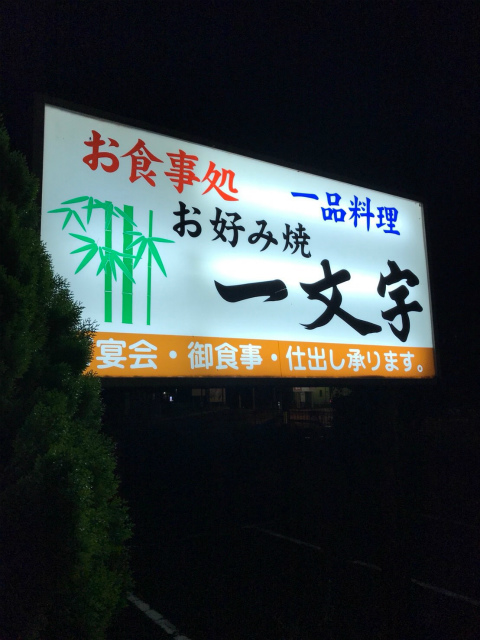 お食事処
一品料理
お好み焼
一文字
宴会・御食事・仕出し承ります。